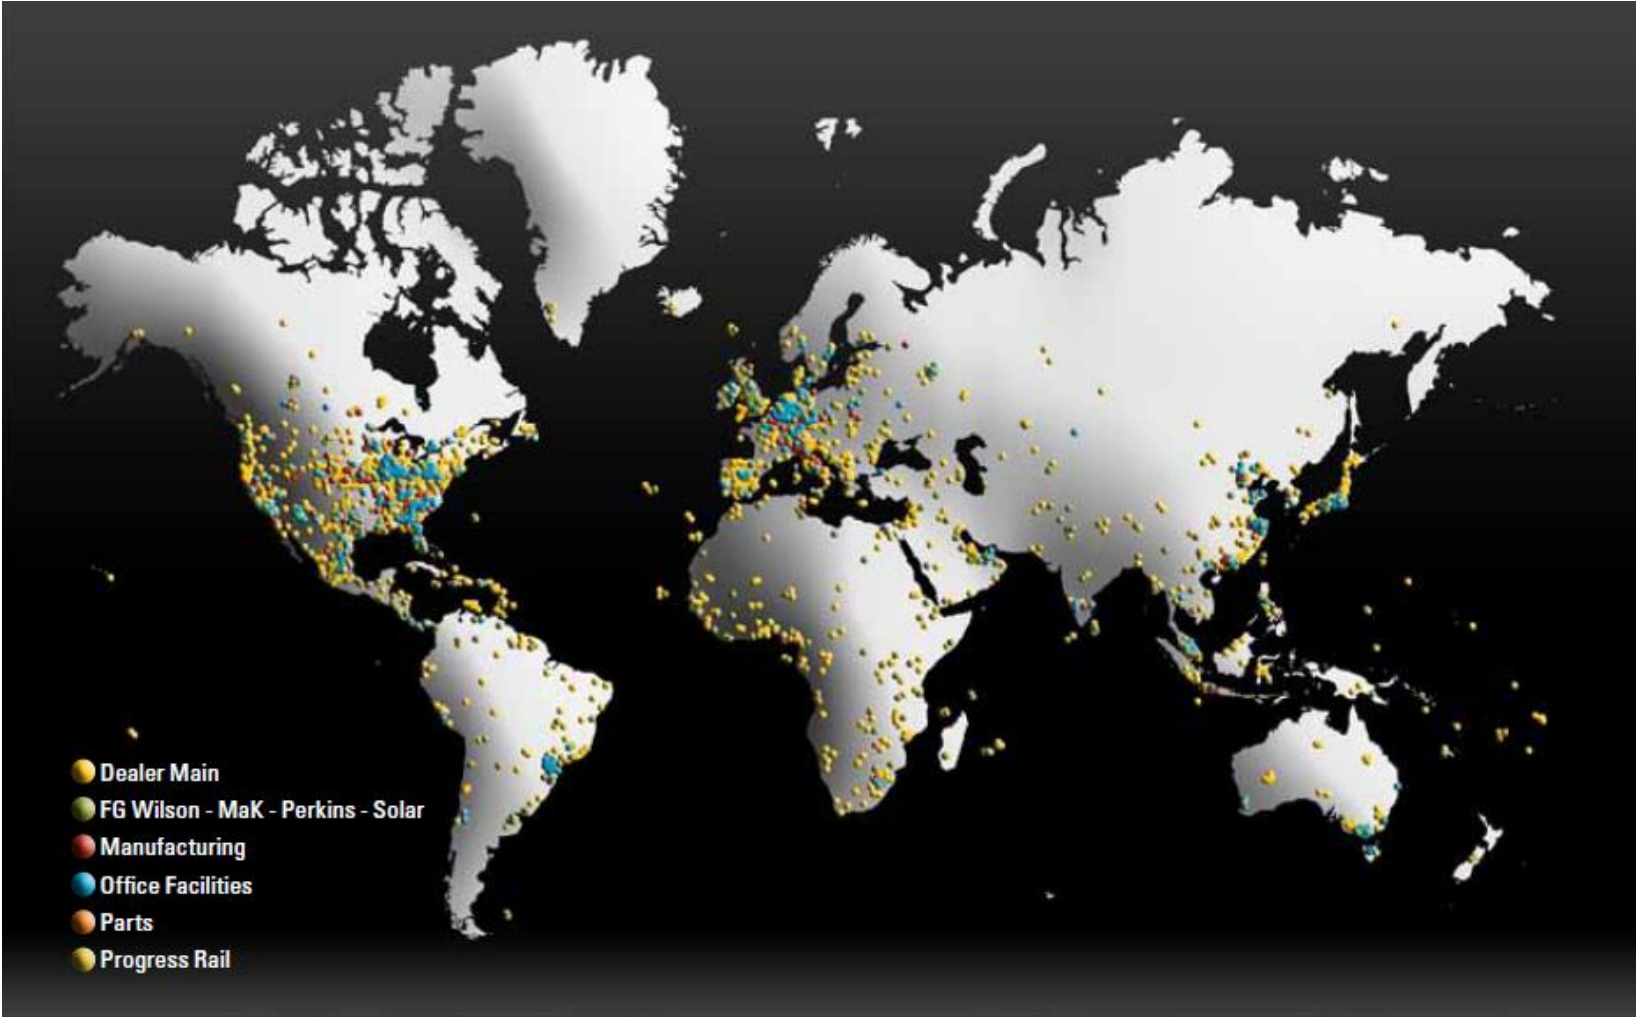 Dealer Main
FG Wilson - MaK - Perkins - Solar
Manufacturing
Office Facilities
Parts
Progress Rail